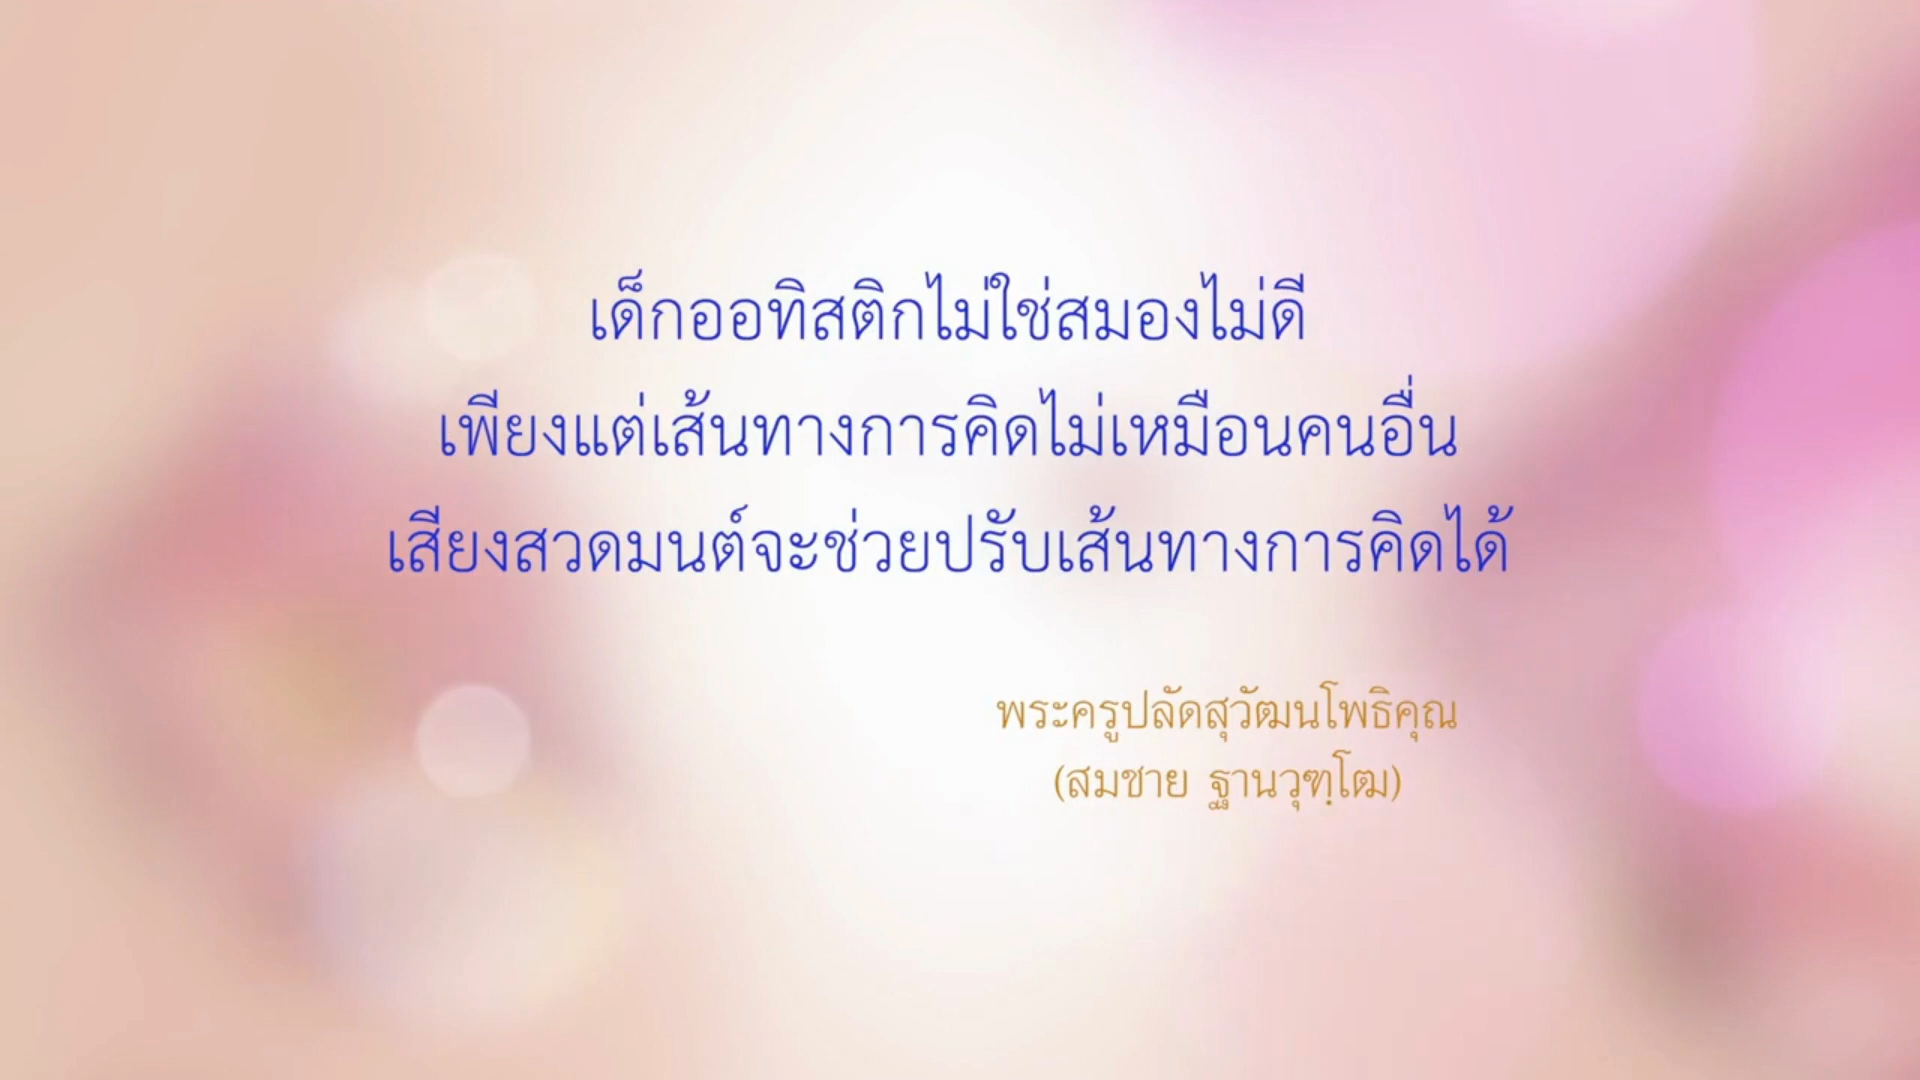 เด็กออทิสติกไม่ใช่สมองไม่ดี
เพียงแต่เส้นทางการคิดไม่เหมือนคนอื่น
เสียงสวดมนต์จะช่วยปรับเส้นทางการคิดได้
พระครูปลัดสุวัฒนโพธิคุณ
(สมชาย ฐานวุฑฺโฒ)